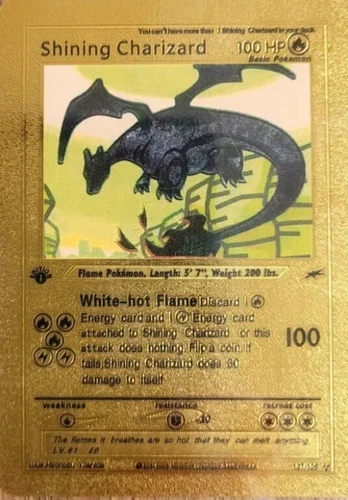 You can't have more than 1 Shining Charizard in your deck.
Shining Charizard 100 HP
Basic Pokémon
Flame Pokémon. Length: 5' 7", Weight 200 lbs.
White-hot Flame Discard 1
Energy card and 1 Energy card
attached to Shining Charizard or this
attack does nothing. Flip a coin. If
tails, Shining Charizard does 30
damage to itself
100
weakness resistance retreat cost
-30
The flames it breathes are so hot that they can melt anything.
LV. 61